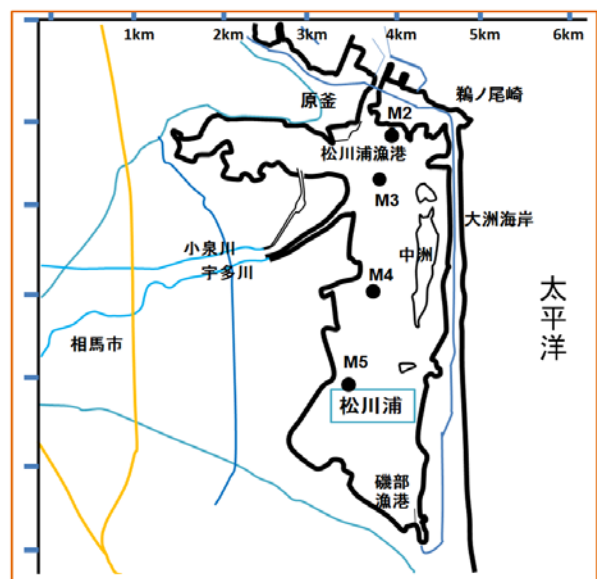 1km 2km 3km 4km 5km 6km
原釜
鵜ノ尾崎
M2
松川浦漁港
M3
大洲海岸
小泉川
中洲
宇多川
M4
太平洋
相馬市
M5
松川浦
磯部
漁港